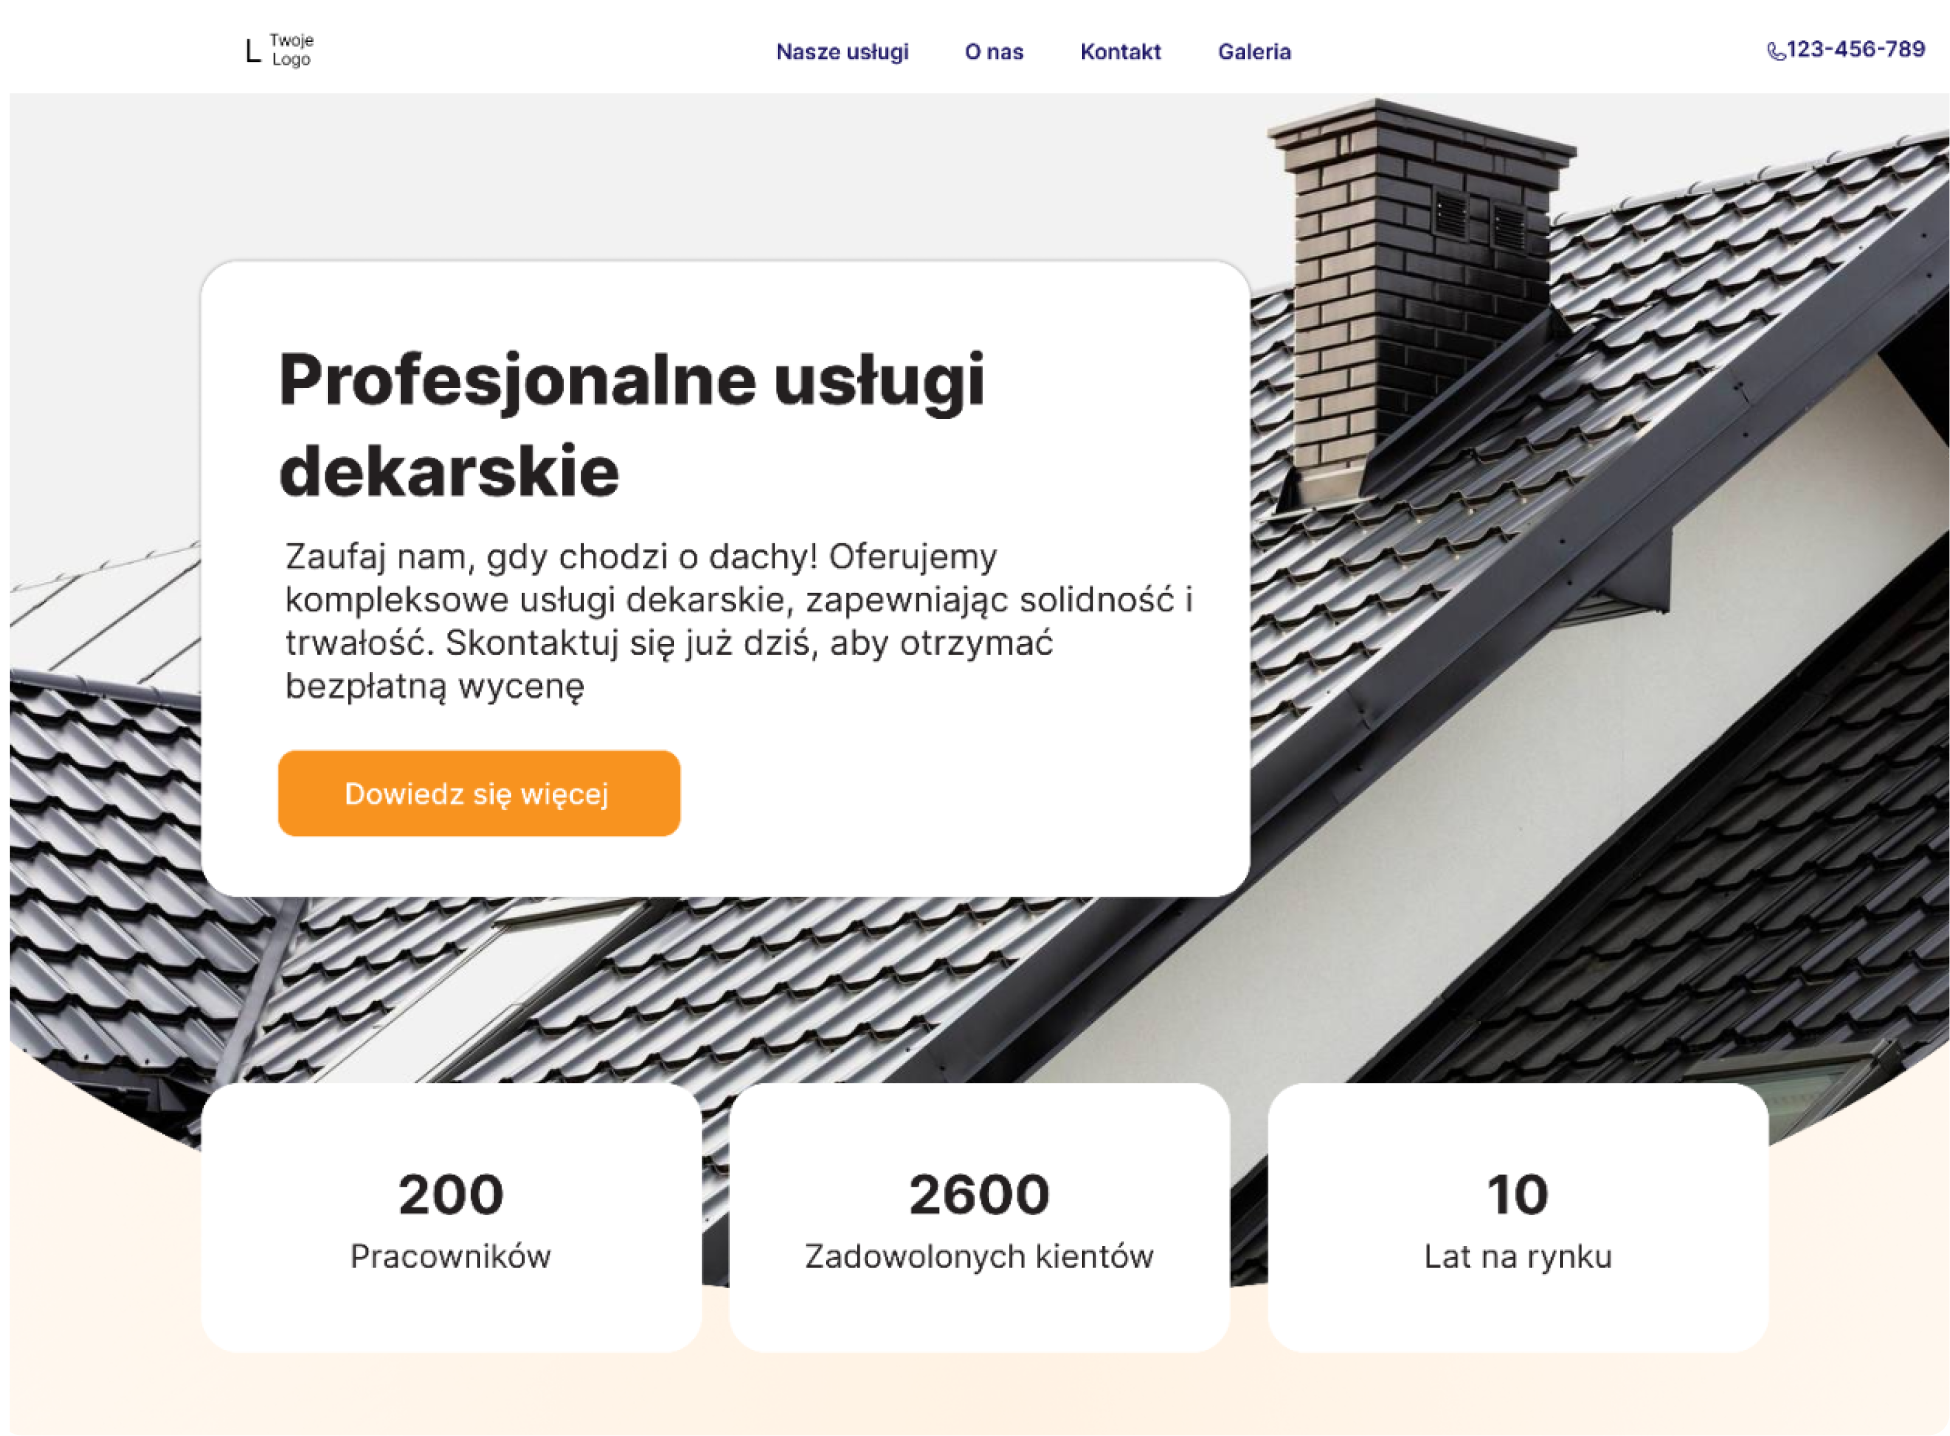 L Twoje
Logo
Nasze usługi
O nas
Kontakt
Galeria
123-456-789
Profesjonalne usługi
dekarskie
Zaufaj nam, gdy chodzi o dachy! Oferujemy
kompleksowe usługi dekarskie, zapewniając solidność i
trwałość. Skontaktuj się już dziś, aby otrzymać
bezpłatną wycenę
Dowiedz się więcej
200
Pracowników
2600
Zadowolonych kientów
10
Lat na rynku